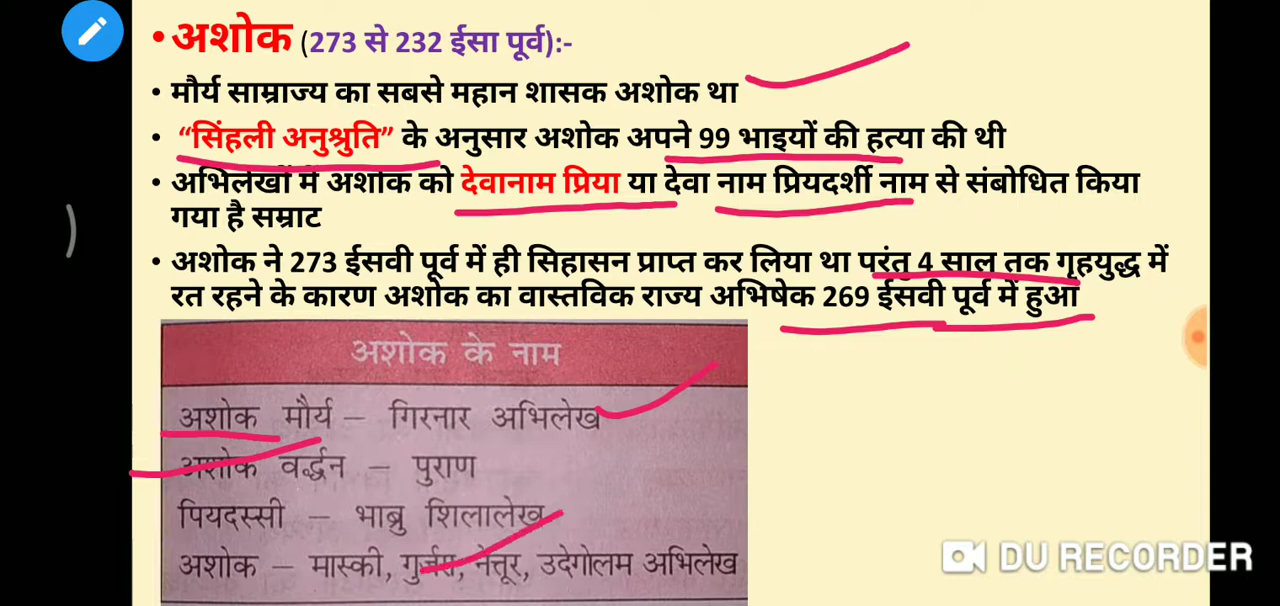 • अशोक (273 से 232 ईसा पूर्व):-
• मौर्य साम्राज्य का सबसे महान शासक अशोक था
• “सिंहली अनुश्रुति” के अनुसार अशोक अपने 99 भाइयों की हत्या की थी
• अभिलेखों में अशोक को देवानाम प्रिया या देवा नाम प्रियदर्शी नाम से संबोधित किया
गया है सम्राट
• अशोक ने 273 ईसवी पूर्व में ही सिहासन प्राप्त कर लिया था परंतु 4 साल तक गृहयुद्ध में
रत रहने के कारण अशोक का वास्तविक राज्य अभिषेक 269 ईसवी पूर्व में हुआ
अशोक के नाम
अशोक मौर्य – गिरनार अभिलेख
अशोक वर्द्धन – पुराण
पियदस्सी – भाब्रु शिलालेख
अशोक – मास्की, गुर्जरा, नेत्तूर, उदेगोलम अभिलेख
DU RECORDER